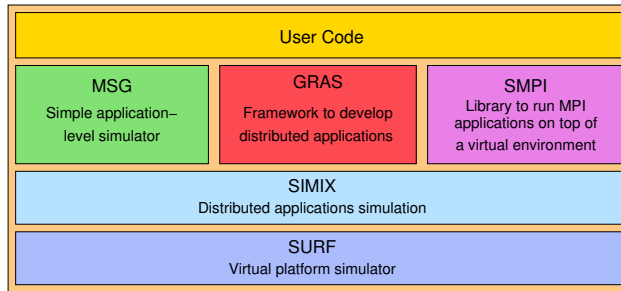 User Code
MSG
Simple application–
level simulator
GRAS
Framework to develop
distributed applications
SMPI
Library to run MPI
applications on top of
a virtual environment
SIMIX
Distributed applications simulation
SURF
Virtual platform simulator